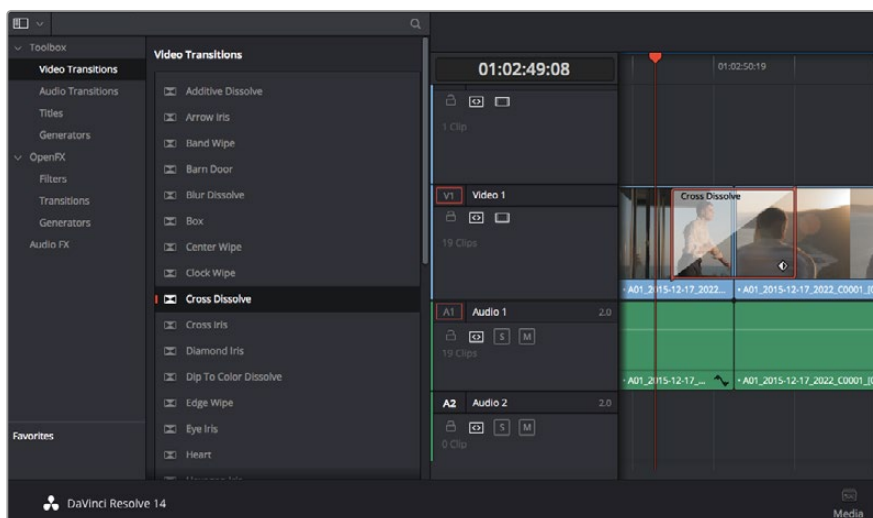 Toolbox
Video Transitions
Audio Transitions
Titles
Generators
OpenFX
Filters
Transitions
Generators
Audio FX
Favorites
Video Transitions
Additive Dissolve
Arrow Iris
Band Wipe
Barn Door
Blur Dissolve
Box
Center Wipe
Clock Wipe
Cross Dissolve
Cross Iris
Diamond Iris
Dip To Color Dissolve
Edge Wipe
Eye Iris
Heart
01:02:49:08
01:02:50:19
1 Clip
V1 Video 1
19 Clips
Cross Dissolve
• A01_2015-12-17_2022... • A01_2015-12-17_2022_C0001_[0
A1 Audio 1 2.0
S M
19 Clips
• A01_2015-12-17_... • A01_2015-12-17_2022_C0001_[0
A2 Audio 2 2.0
S M
0 Clip
DaVinci Resolve 14
Media